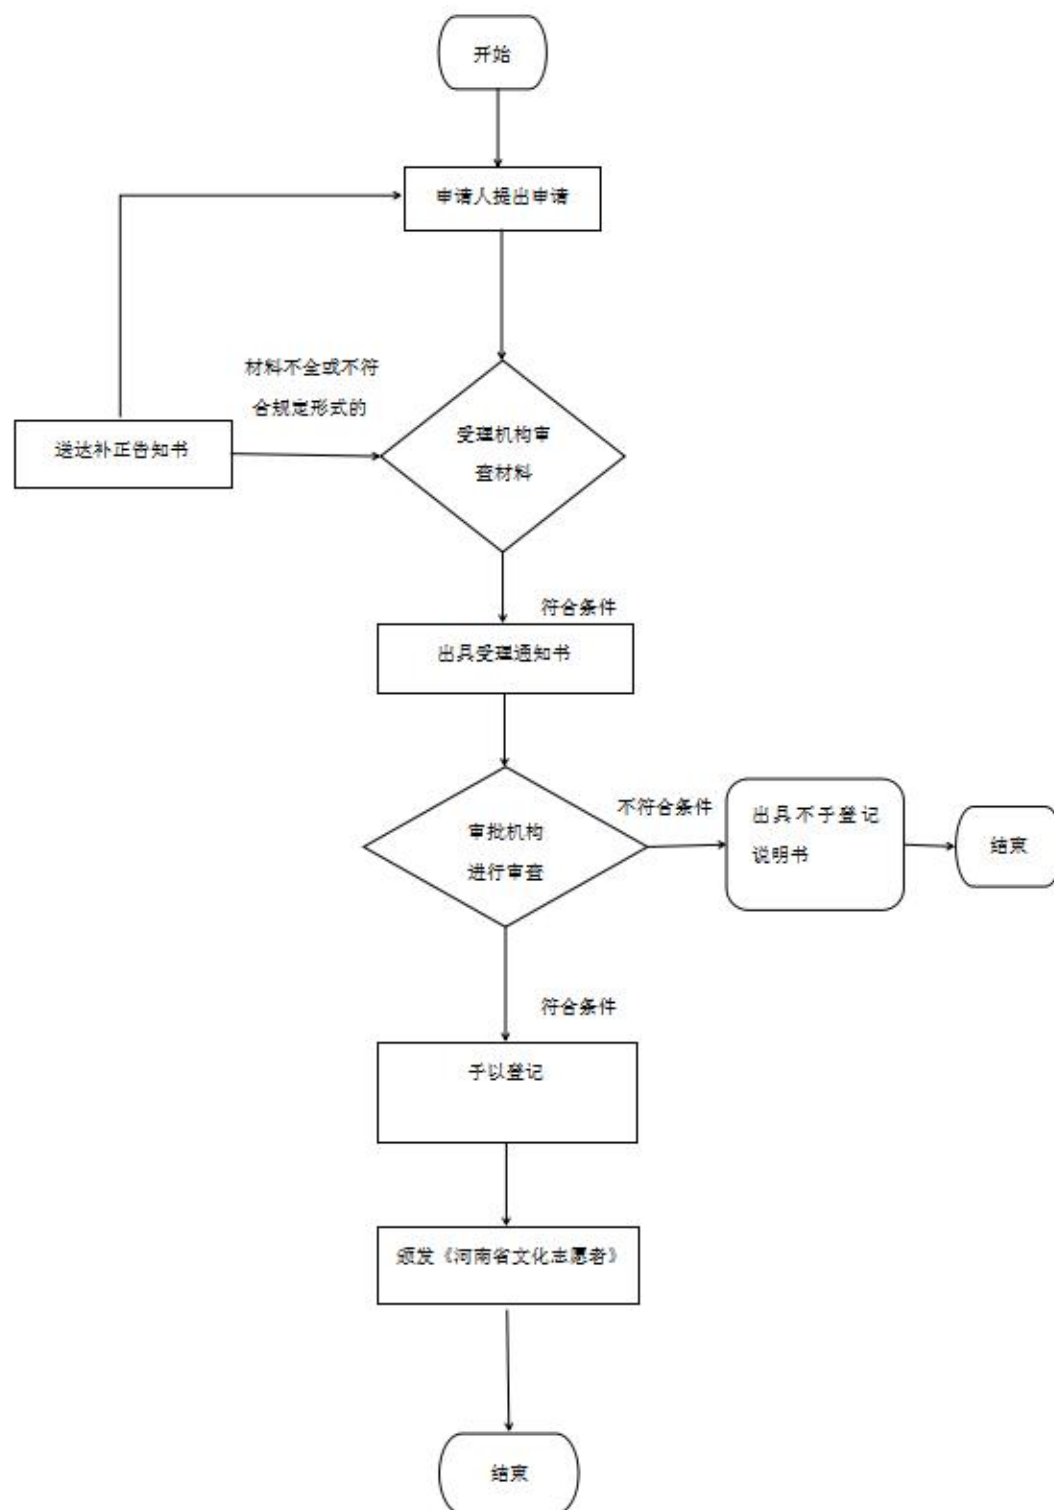 开始
申请人提出申请
材料不全或不符
合规定形式的
送达补正告知书
受理机构审
查材料
符合条件
出具受理通知书
不符合条件
审批机构
进行审查
出具不予登记
说明书
结束
符合条件
予以登记
颁发《河南省文化志愿者》
结束